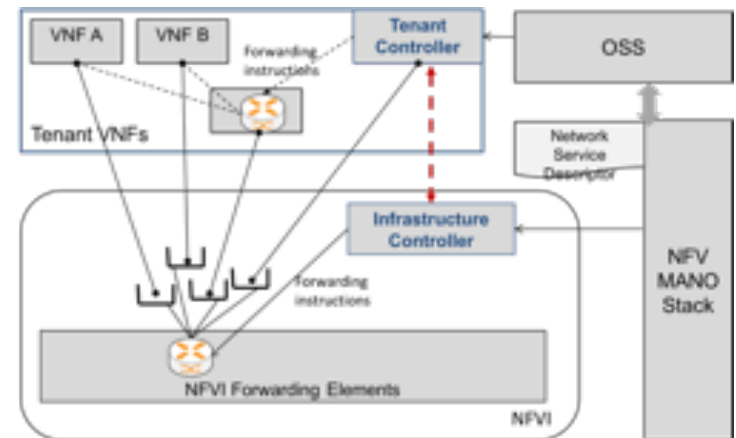 VNF A
VNF B
Tenant
Controller
Forwarding
instructions
OSS
Tenant VNFs
Network
Service
Descriptor
Infrastructure
Controller
NFV
MANO
Stack
Forwarding
instructions
NFVI Forwarding Elements
NFVI